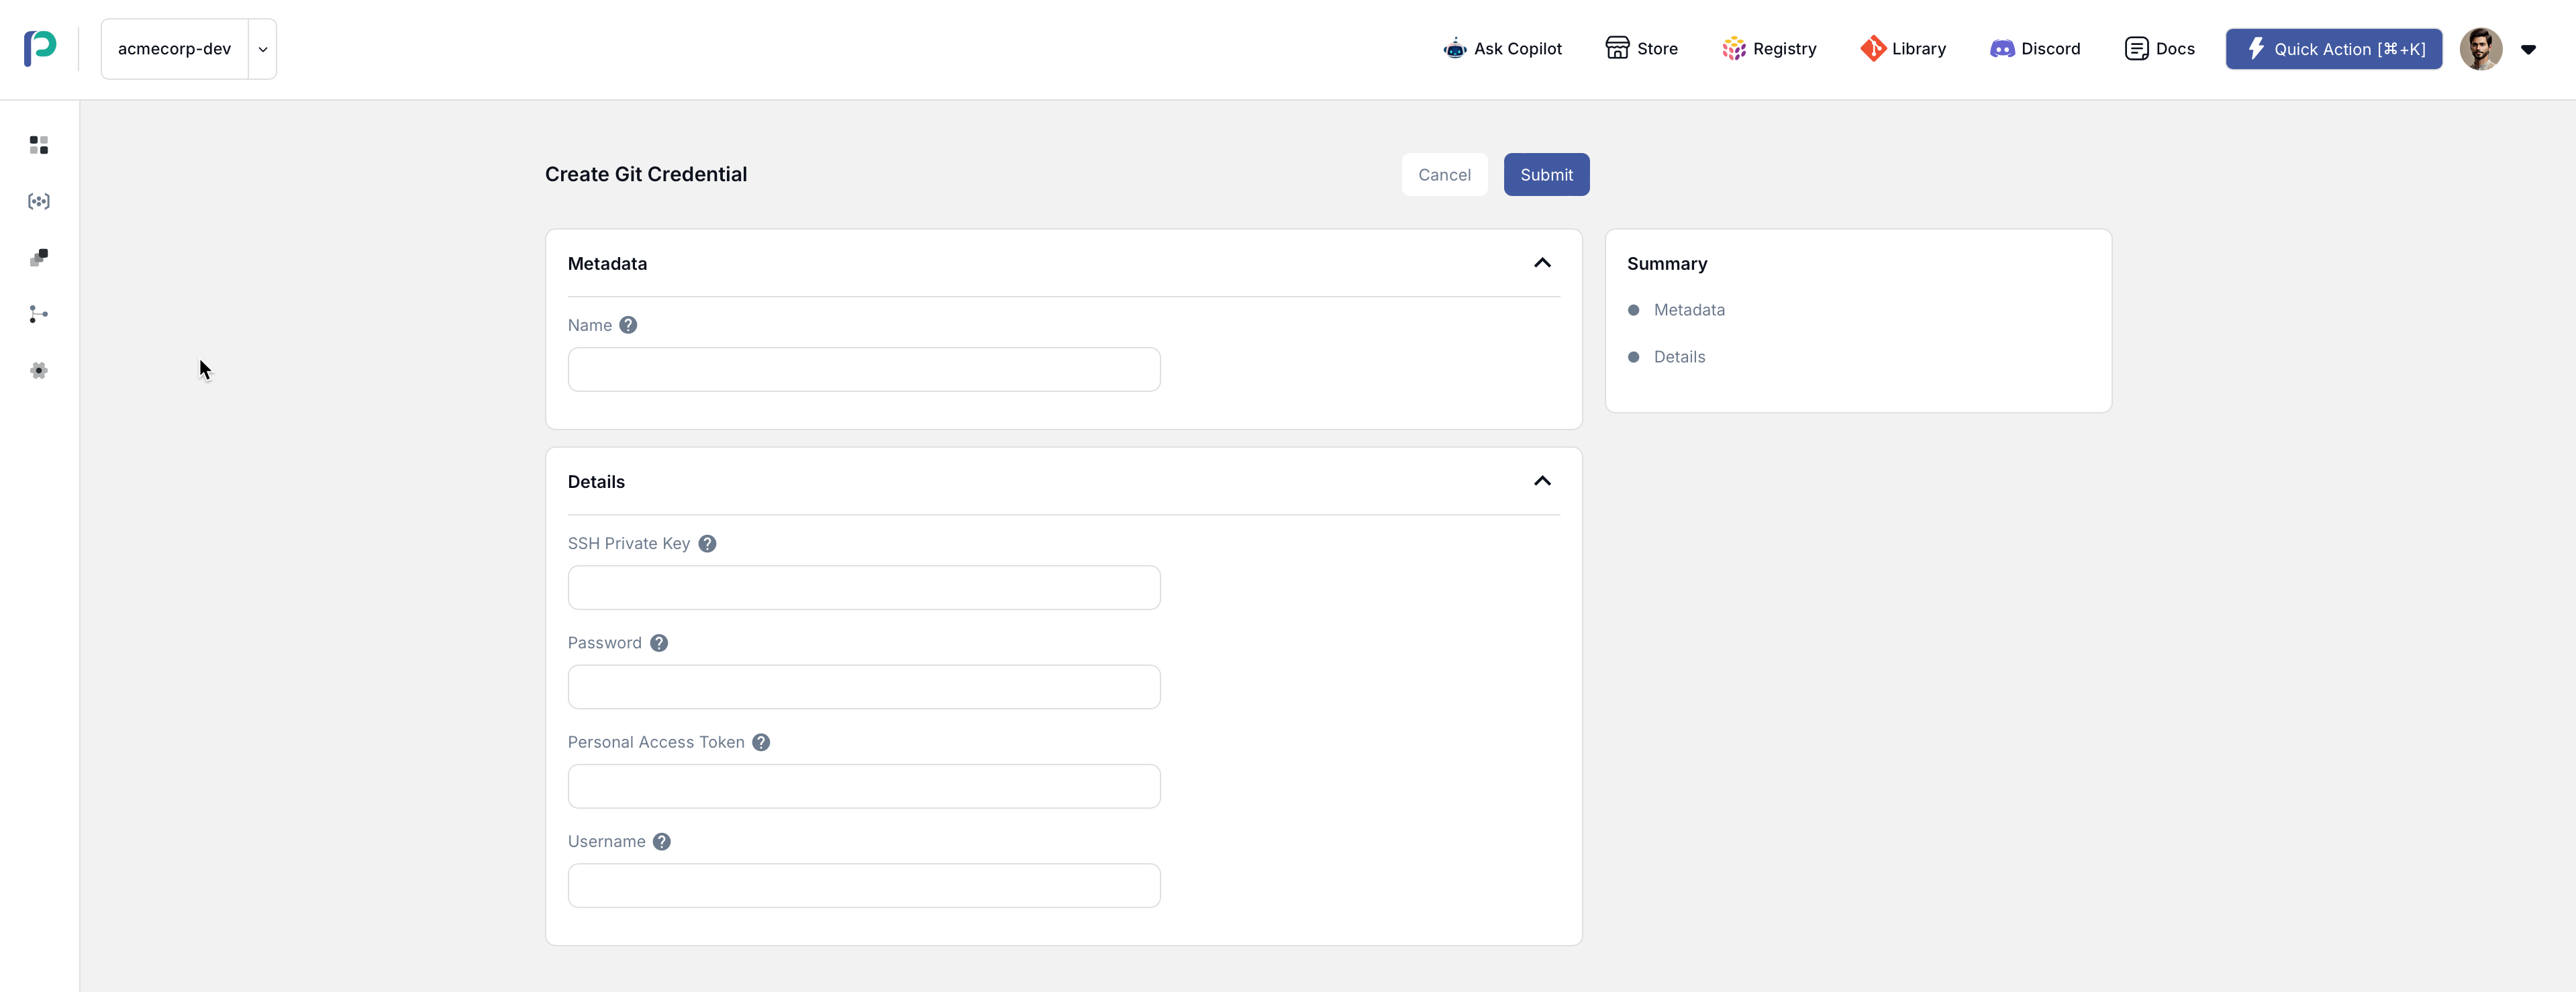 acmecorp-dev
Ask Copilot
Store
Registry
Library
Discord
Docs
Quick Action [⌘+K]
Create Git Credential
Cancel
Submit
Metadata
Name
Summary
Metadata
Details
Details
SSH Private Key
Password
Personal Access Token
Username